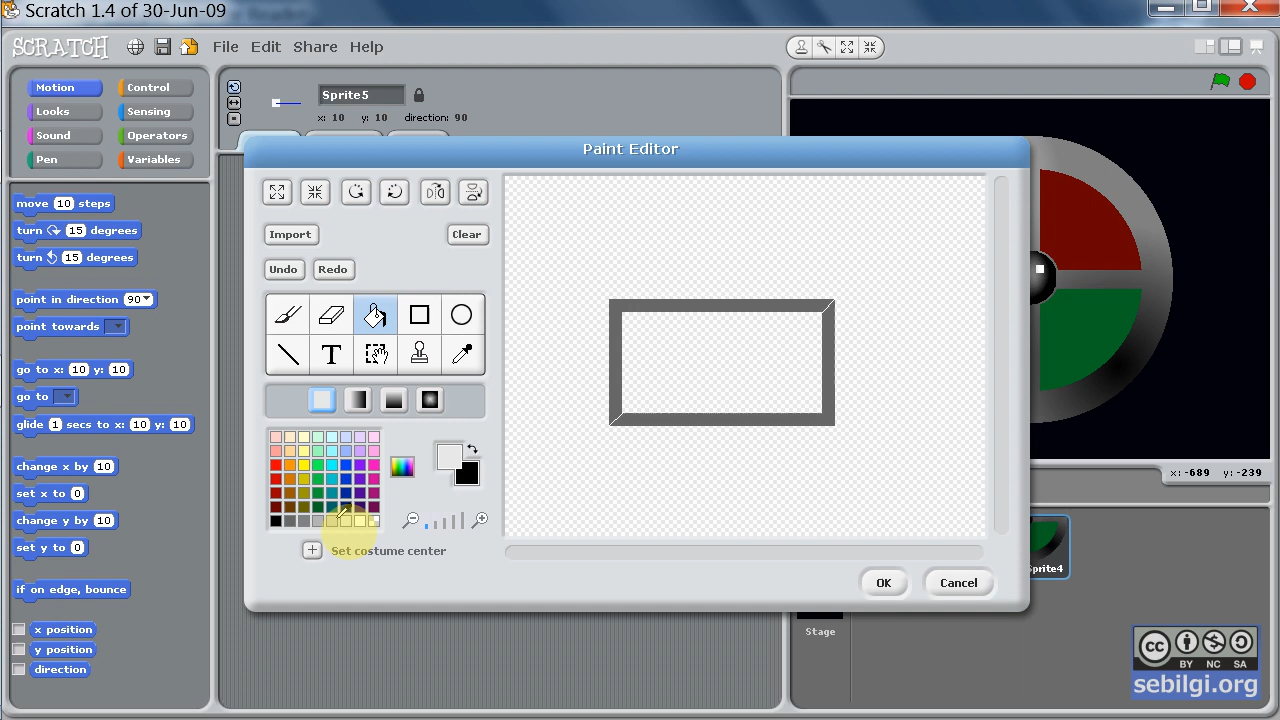 Scratch 1.4 of 30-Jun-09
SCRATCH File Edit Share Help
Motion Control
Looks Sensing
Sound Operators
Pen Variables
Sprite5
x: 10 y: 10 direction: 90
Paint Editor
Import Clear
Undo Redo
T
Set costume center
OK Cancel
move 10 steps
turn 15 degrees
turn 15 degrees
point in direction 90
point towards
go to x: 10 y: 10
go to
glide 1 secs to x: 10 y: 10
change x by 10
set x to 0
change y by 10
set y to 0
if on edge, bounce
x position
y position
direction
x: -689 y: -239
Sprite4
Stage
cc
BY NC SA
sebilgi.org